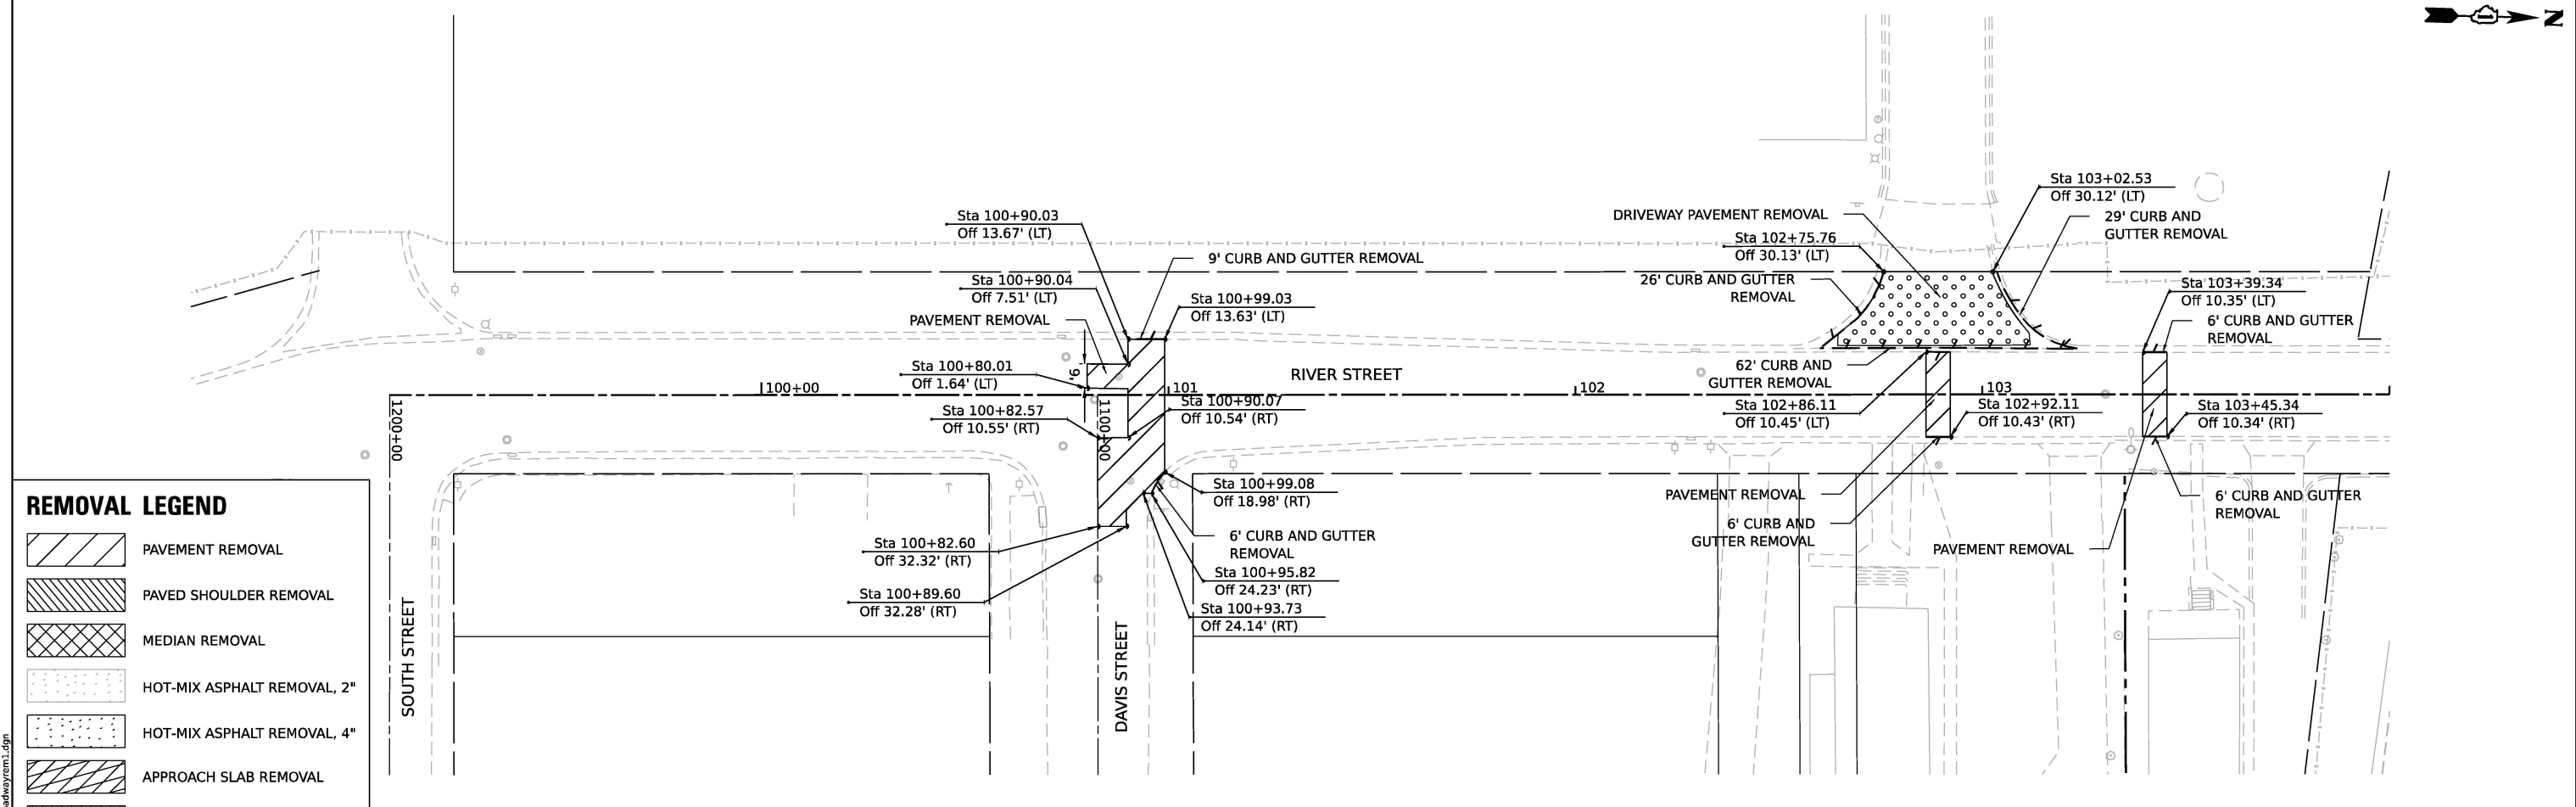 N
Sta 103+02.53
Off 30.12' (LT)
DRIVEWAY PAVEMENT REMOVAL
29' CURB AND
GUTTER REMOVAL
Sta 100+90.03
Off 13.67' (LT)
Sta 102+75.76
Off 30.13' (LT)
9' CURB AND GUTTER REMOVAL
Sta 100+90.04
Off 7.51' (LT)
26' CURB AND GUTTER
REMOVAL
Sta 103+39.34
Off 10.35' (LT)
Sta 100+99.03
Off 13.63' (LT)
PAVEMENT REMOVAL
6' CURB AND GUTTER
REMOVAL
Sta 100+80.01
Off 1.64' (LT)
9'
RIVER STREET
62' CURB AND
GUTTER REMOVAL
100+00
101
102
103
1200+00
1100+00
Sta 100+82.57
Off 10.55' (RT)
Sta 100+90.07
Off 10.54' (RT)
Sta 102+86.11
Off 10.45' (LT)
Sta 102+92.11
Off 10.43' (RT)
Sta 103+45.34
Off 10.34' (RT)
Sta 100+99.08
Off 18.98' (RT)
PAVEMENT REMOVAL
6' CURB AND GUTTER
REMOVAL
6' CURB AND
GUTTER REMOVAL
6' CURB AND GUTTER
REMOVAL
Sta 100+82.60
Off 32.32' (RT)
PAVEMENT REMOVAL
Sta 100+95.82
Off 24.23' (RT)
Sta 100+89.60
Off 32.28' (RT)
Sta 100+93.73
Off 24.14' (RT)
SOUTH STREET
DAVIS STREET
REMOVAL LEGEND
PAVEMENT REMOVAL
PAVED SHOULDER REMOVAL
MEDIAN REMOVAL
HOT-MIX ASPHALT REMOVAL, 2"
HOT-MIX ASPHALT REMOVAL, 4"
APPROACH SLAB REMOVAL